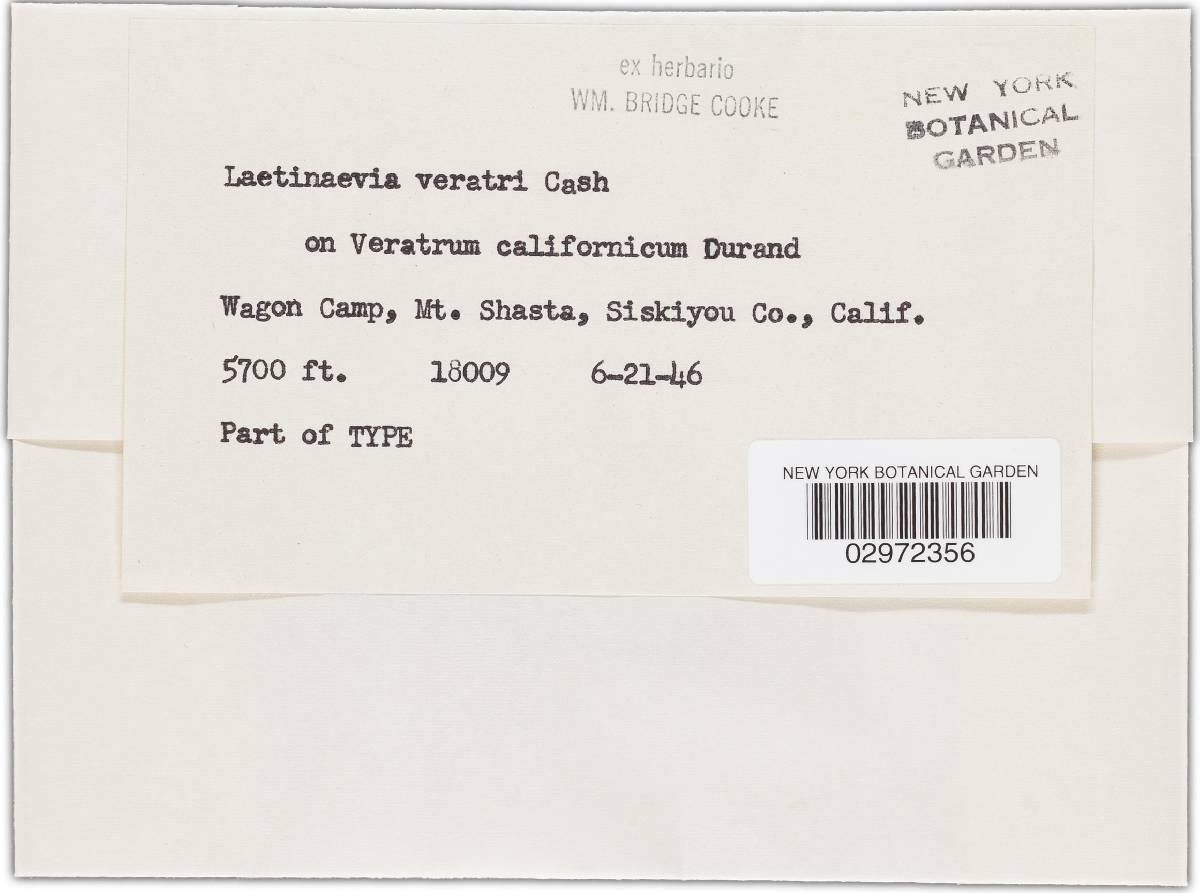 ex herbario
WM. BRIDGE COOKE
NEW YORK
BOTANICAL
GARDEN
Laetinaevia veratri Cash
on Veratrum californicum Durand
Wagon Camp, Mt. Shasta, Siskiyou Co., Calif.
5700 ft. 18009 6-21-46
Part of TYPE
NEW YORK BOTANICAL GARDEN
02972356